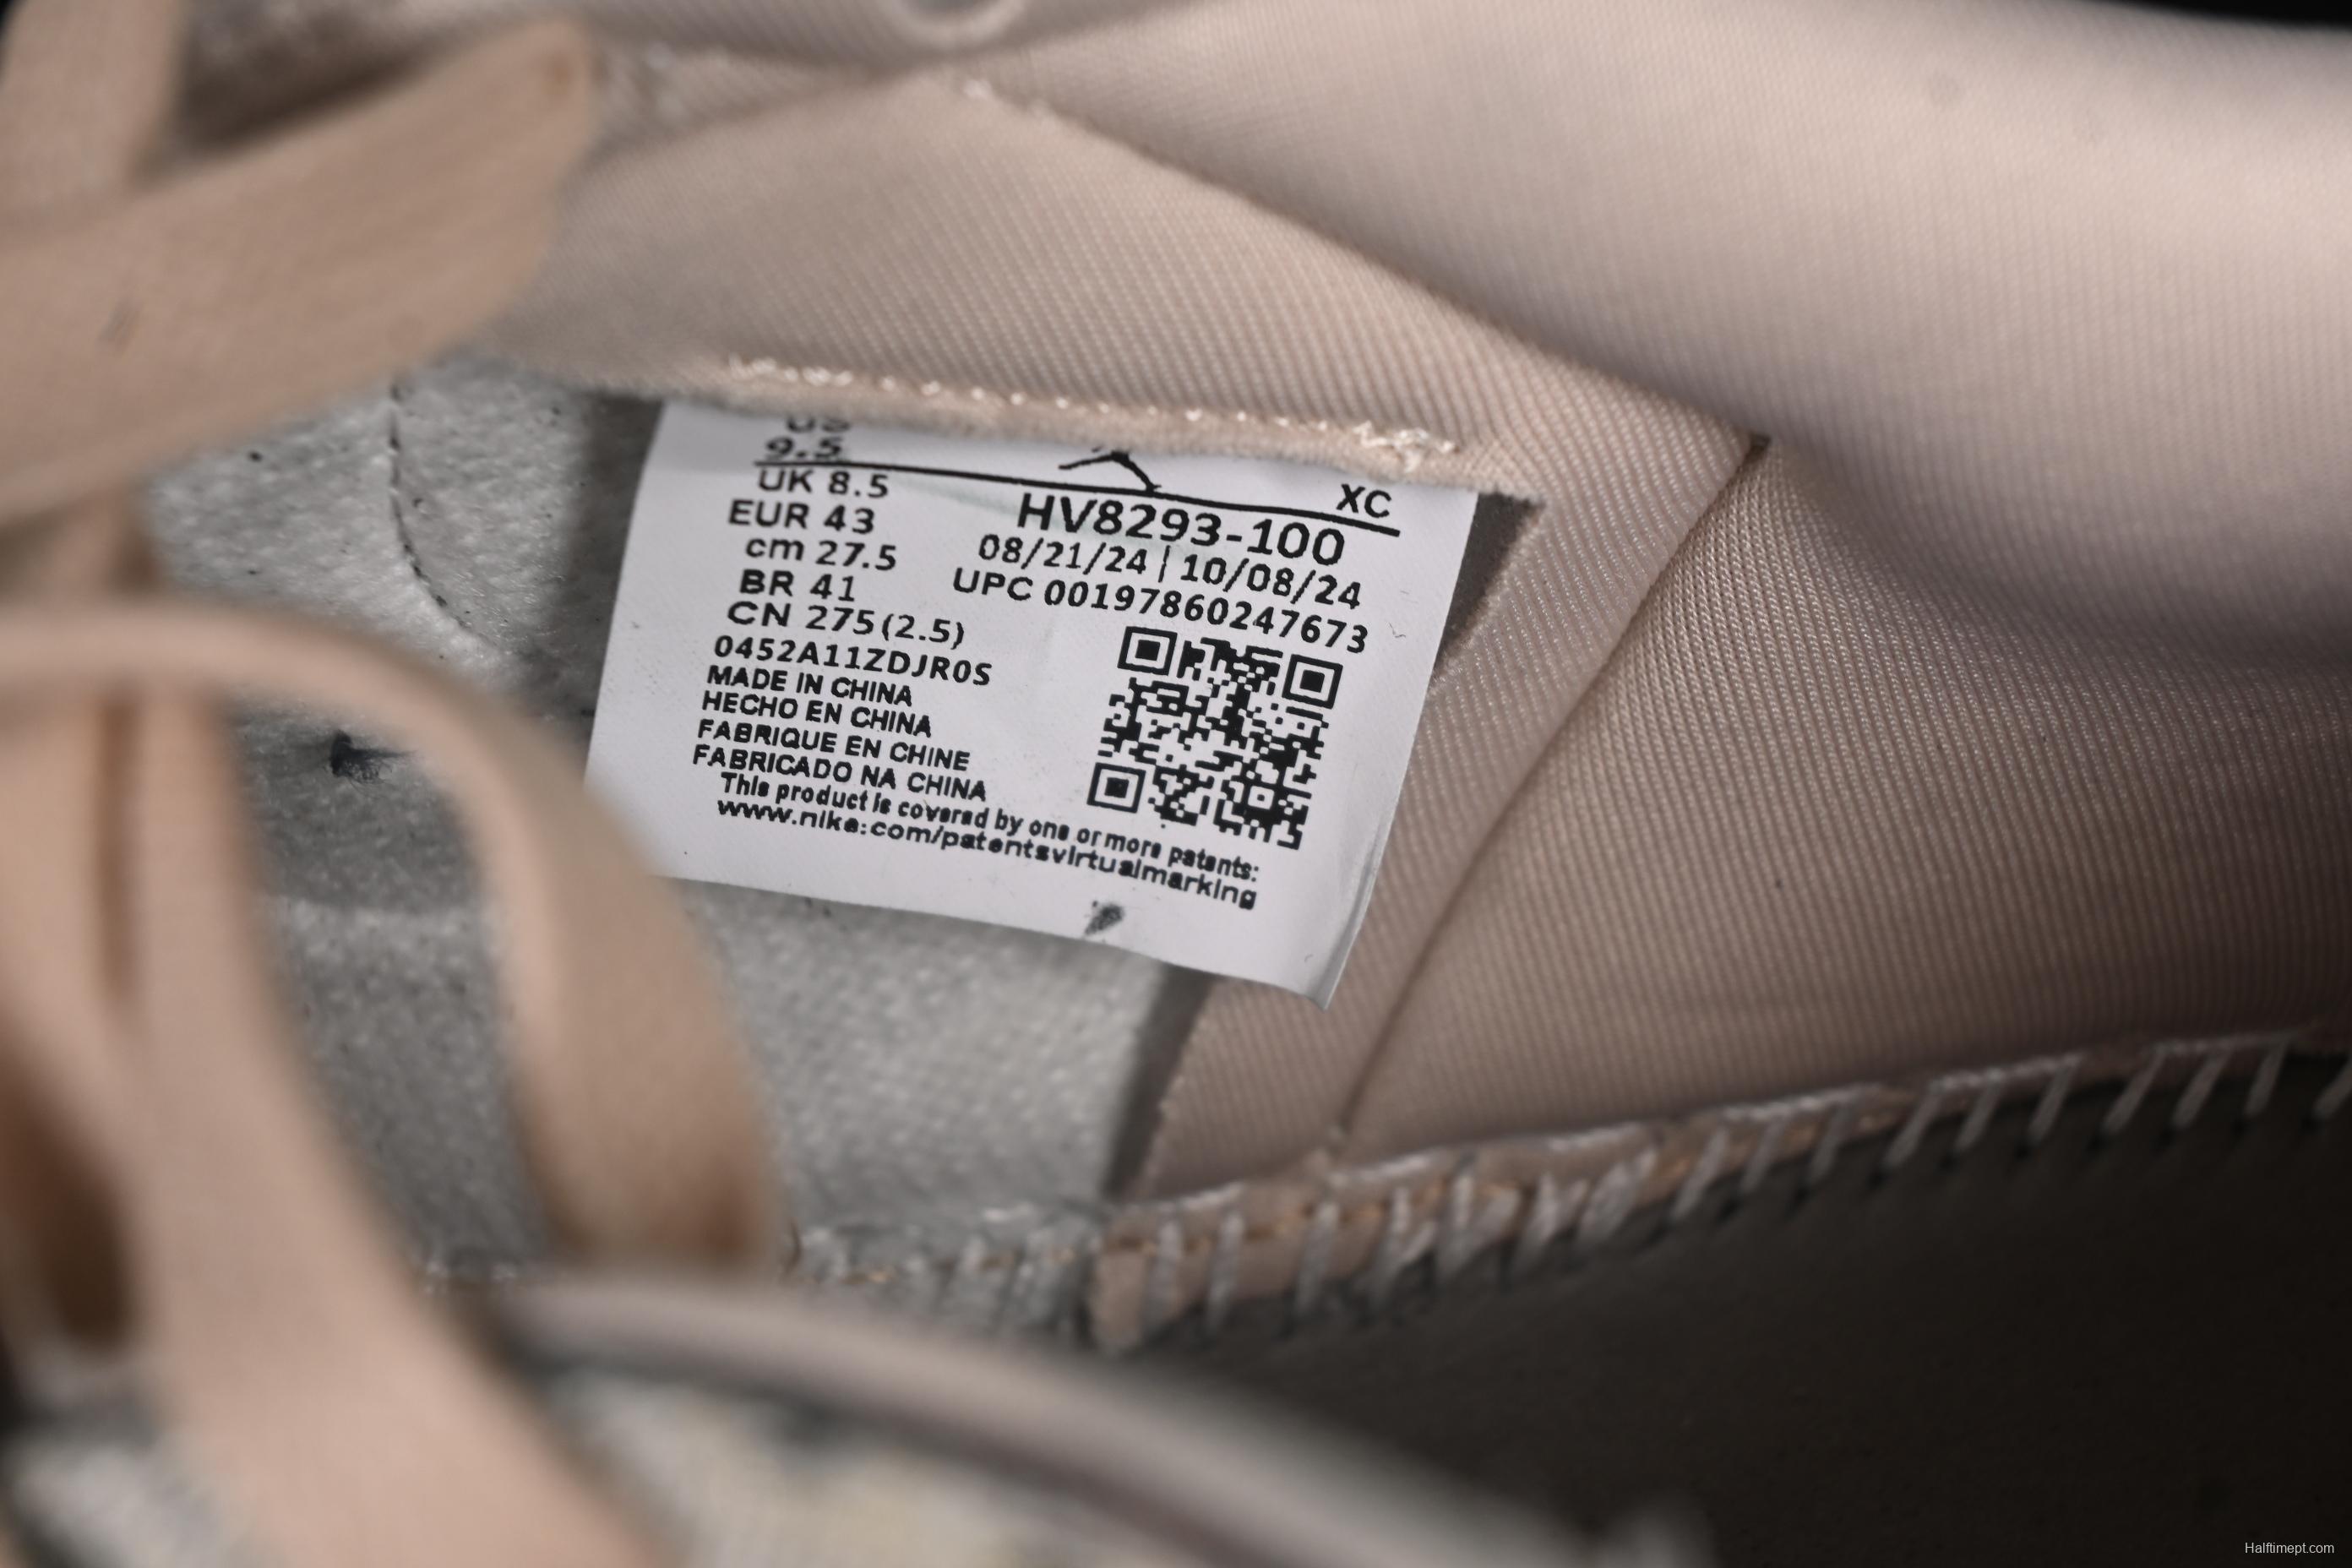 US
9.5
UK 8.5
EUR 43
cm 27.5
BR 41
CN 275(2.5)
0452A11ZDJR0S
MADE IN CHINA
HECHO EN CHINA
FABRIQUE EN CHINE
FABRICADO NA CHINA
This product is covered by one or more patents:
www.nike.com/patentsvirtualmarking
XC
HV8293-100
08/21/24 | 10/08/24
UPC 00197860247673
Halftimept.com